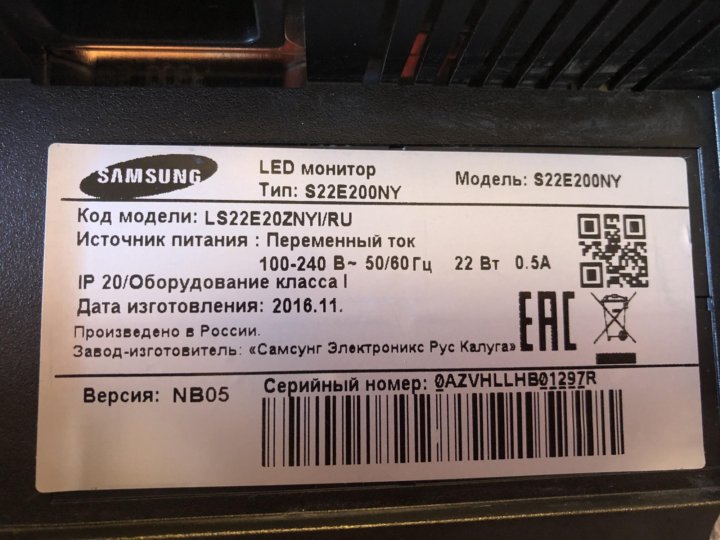 SAMSUNG
LED монитор
Тип: S22E200NY
Модель: S22E200NY
Код модели: LS22E20ZNYI/RU
Источник питания : Переменный ток
100-240 В~ 50/60 Гц 22 Вт 0.5А
IP 20/Оборудование класса I
Дата изготовления: 2016.11.
Произведено в России.
Завод-изготовитель: «Самсунг Электроникс Рус Калуга»
EAC
Версия: NB05
Серийный номер: 0AZVHLLHB01297R